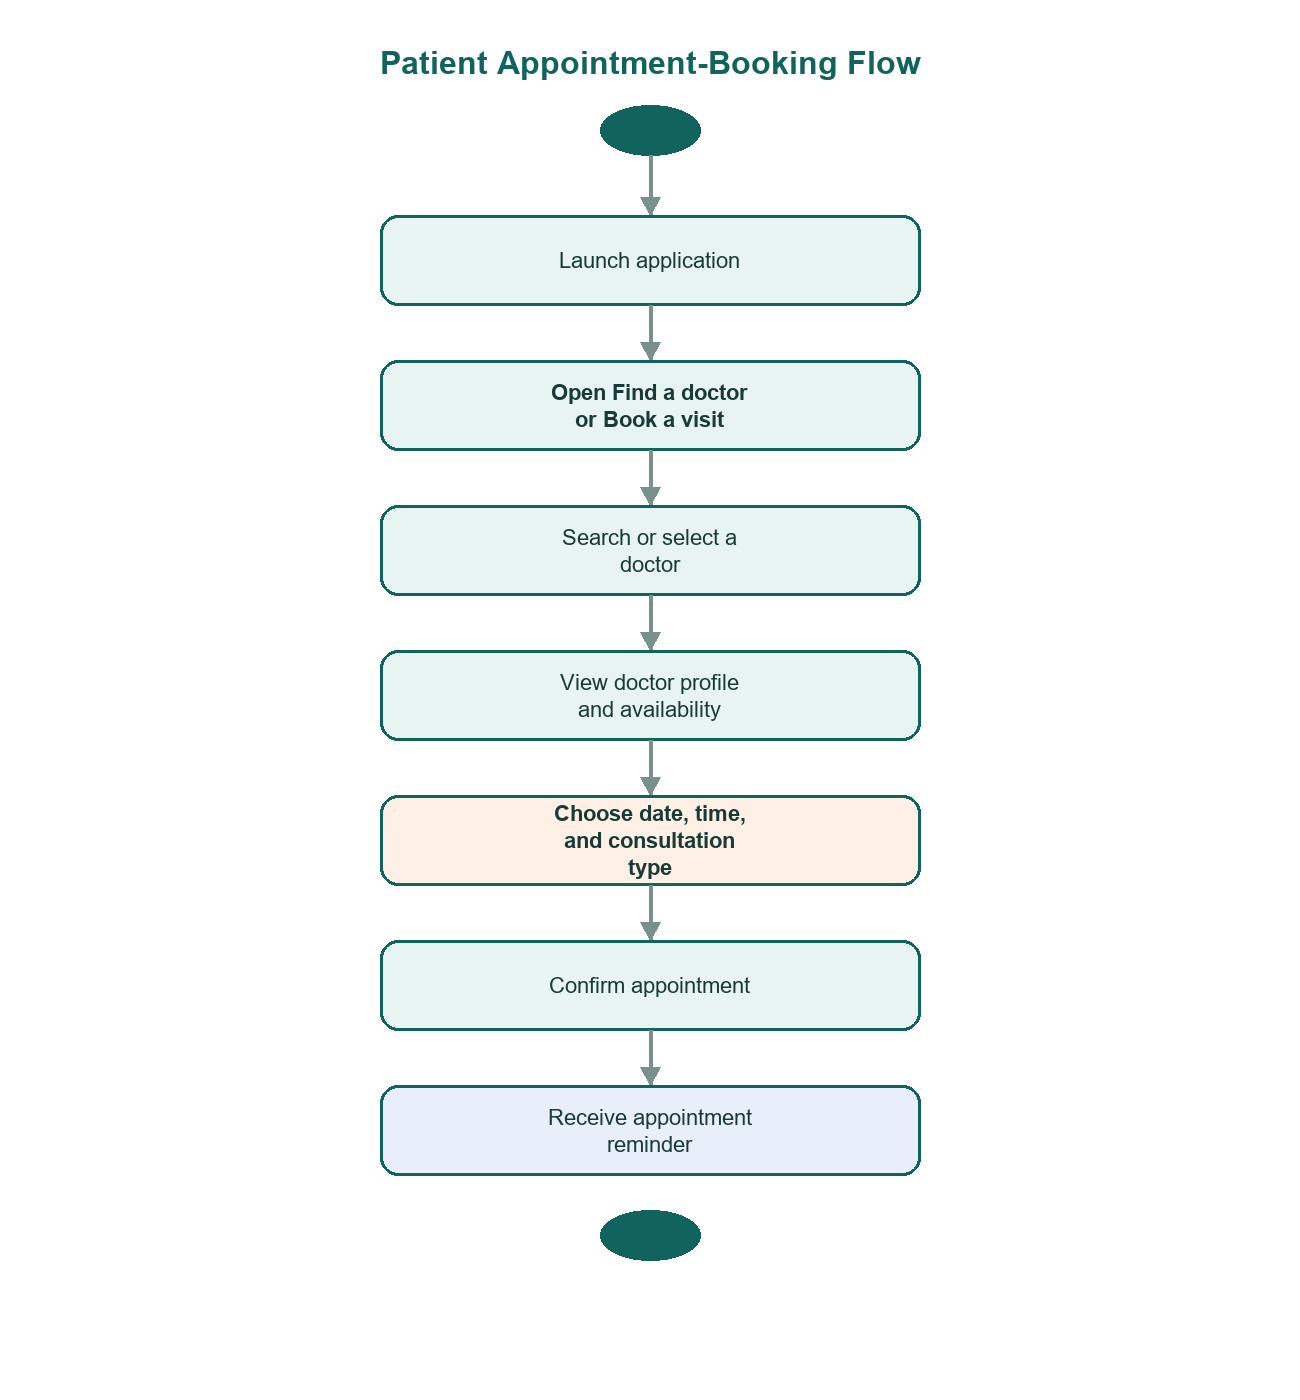 Patient Appointment-Booking Flow
Launch application
Open Find a doctor
or Book a visit
Search or select a
doctor
View doctor profile
and availability
Choose date, time,
and consultation
type
Confirm appointment
Receive appointment
reminder